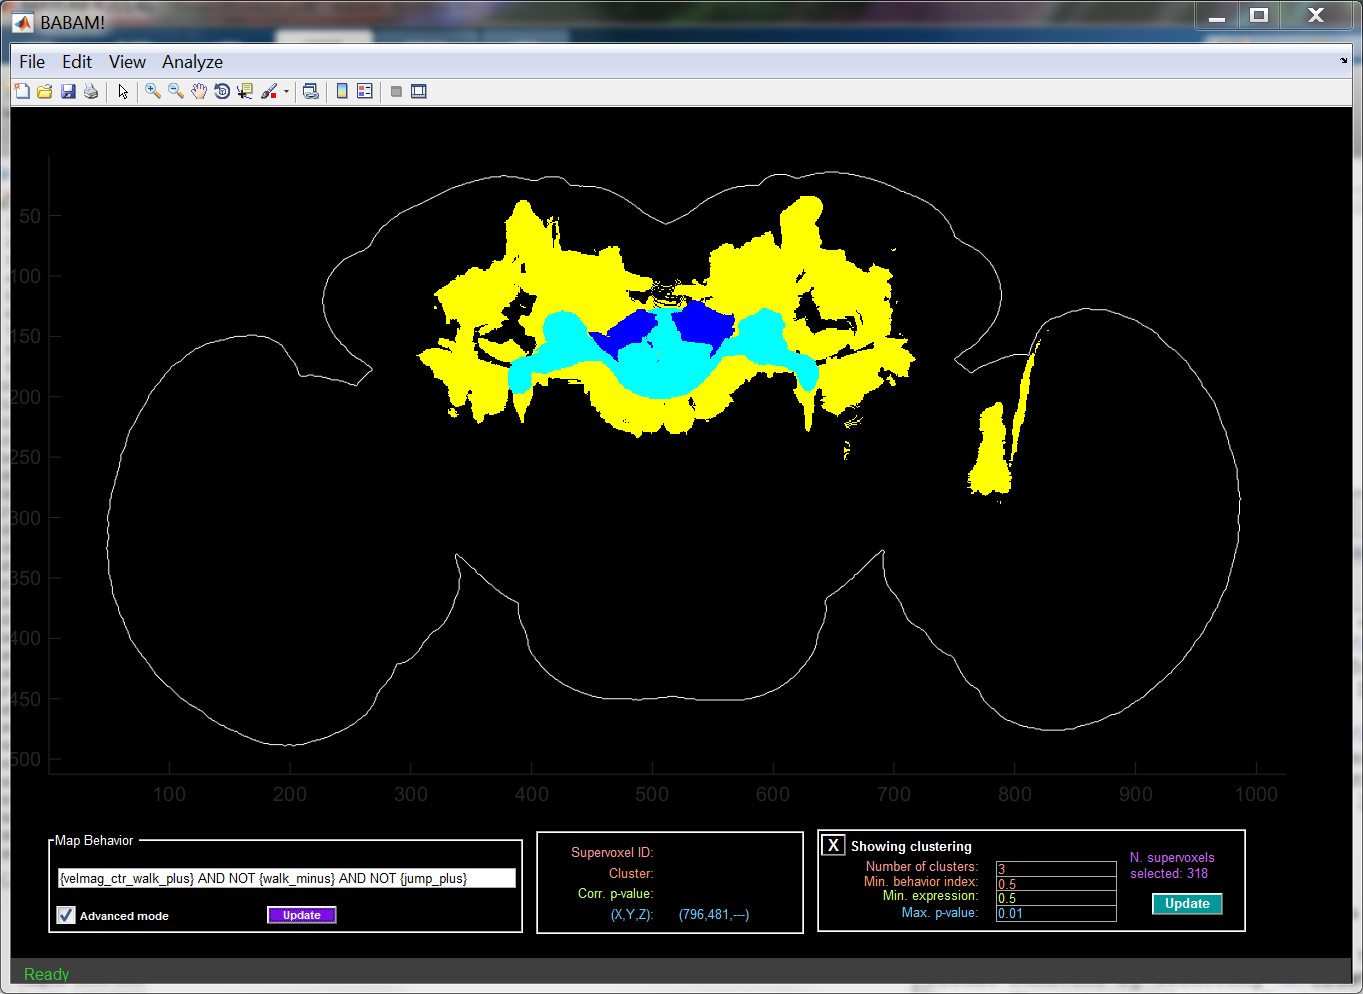 BABAM!
File Edit View Analyze
50
100
150
200
250
300
350
400
450
500
100 200 300 400 500 600 700 800 900 1000
Map Behavior
{velmag_ctr_walk_plus} AND NOT {walk_minus} AND NOT {jump_plus}
Advanced mode
Update
Supervoxel ID:
Cluster:
Corr. p-value:
(X,Y,Z): (796,481,---)
X Showing clustering
Number of clusters: 3
Min. behavior index: 0.5
Min. expression: 0.5
Max. p-value: 0.01
N. supervoxels
selected: 318
Update
Ready